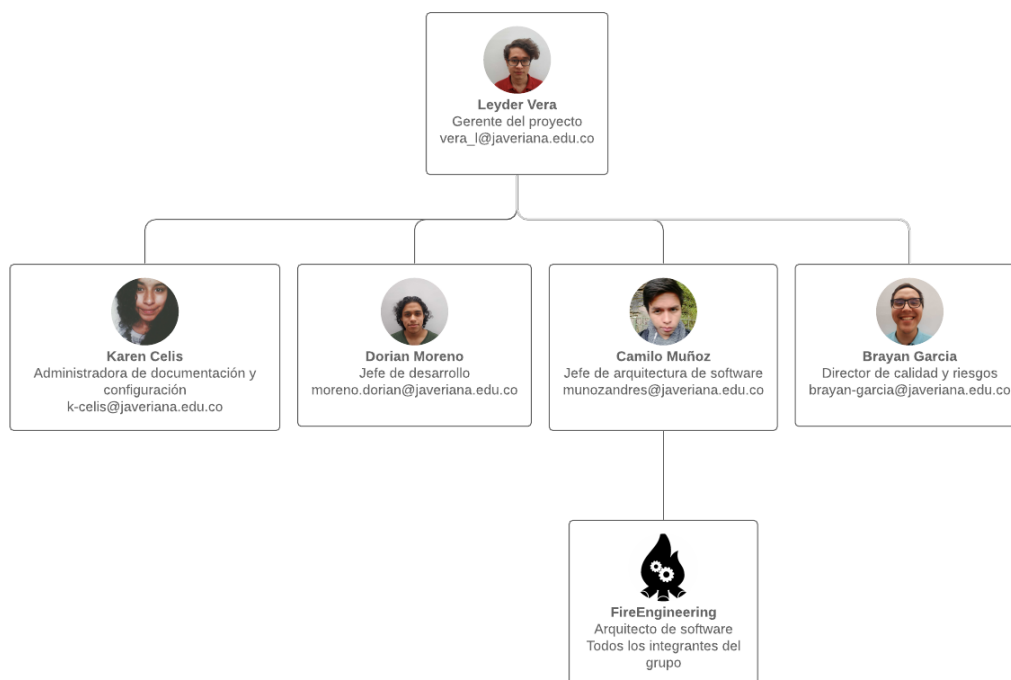 Leyder Vera
Gerente del proyecto
vera_l@javeriana.edu.co
Karen Celis
Administradora de documentación y
configuración
k-celis@javeriana.edu.co
Dorian Moreno
Jefe de desarrollo
moreno.dorian@javeriana.edu.co
Camilo Muñoz
Jefe de arquitectura de software
munozandres@javeriana.edu.co
Brayan Garcia
Director de calidad y riesgos
brayan-garcia@javeriana.edu.co
FireEngineering
Arquitecto de software
Todos los integrantes del
grupo